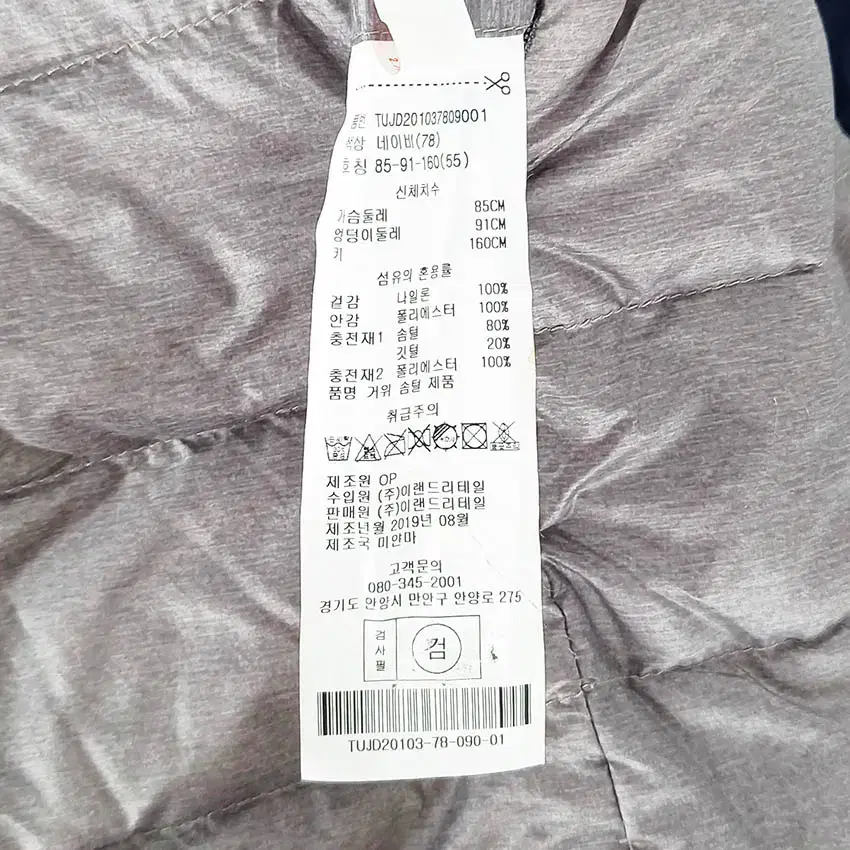 품번 TUJD201037809001
색상 네이비(78)
호칭 85-91-160(55)
신체치수
가슴둘레 85CM
엉덩이둘레 91CM
키 160CM
섬유의 혼용률
겉감 나일론 100%
안감 폴리에스터 100%
충전재1 솜털 80%
깃털 20%
충전재2 폴리에스터 100%
품명 거위 솜털 제품
취급주의
제조원 OP
수입원 (주)이랜드리테일
판매원 (주)이랜드리테일
제조년월 2019년 08월
제조국 미얀마
고객문의
080-345-2001
경기도 안양시 만안구 안양로 275
검사필
검
TUJD20103-78-090-01